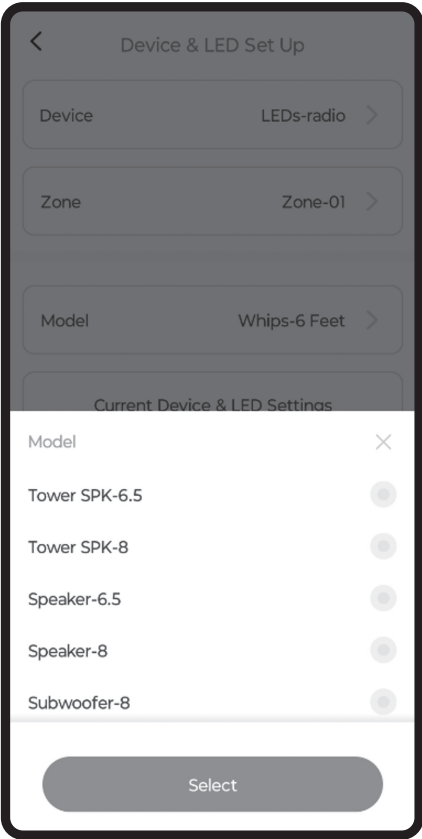 Device & LED Set Up
Device LEDs-radio
Zone Zone-01
Model Whips-6 Feet
Current Device & LED Settings
Model
Tower SPK-6.5
Tower SPK-8
Speaker-6.5
Speaker-8
Subwoofer-8
Select